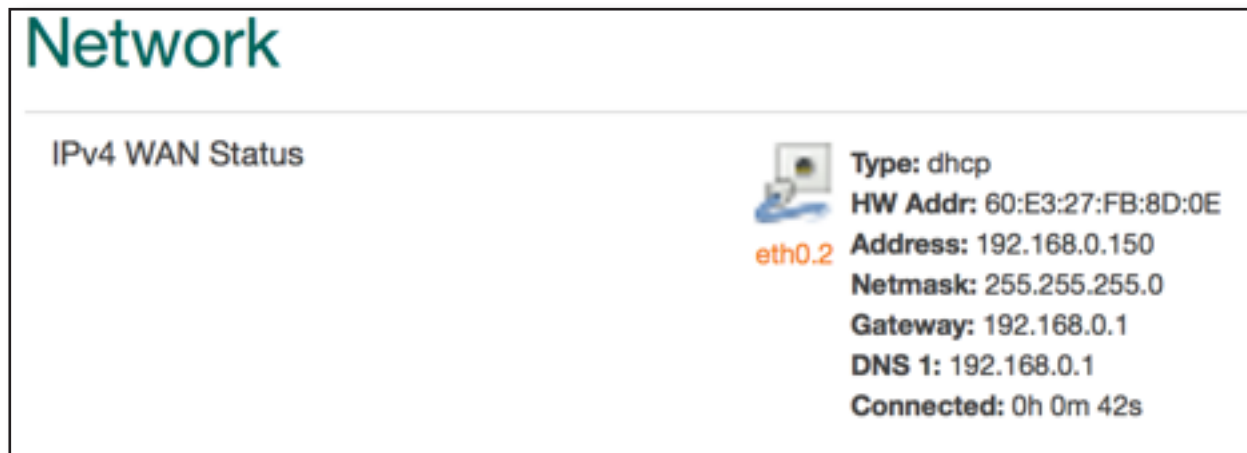 Network
IPv4 WAN Status
eth0.2
Type: dhcp
HW Addr: 60:E3:27:FB:8D:0E
Address: 192.168.0.150
Netmask: 255.255.255.0
Gateway: 192.168.0.1
DNS 1: 192.168.0.1
Connected: 0h 0m 42s